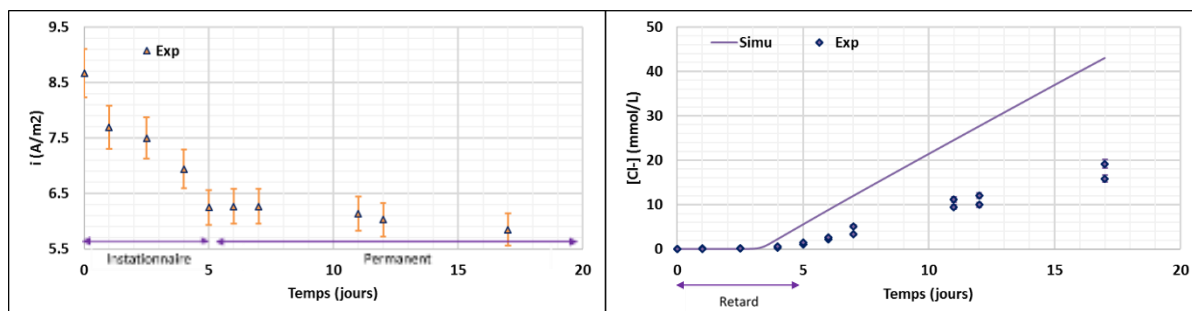 9.5
8.5
7.5
6.5
5.5
i (A/m2)
Exp
0
5
10
15
20
Instationnaire
Permanent
Temps (jours)
50
40
30
20
10
0
[Cl-] (mmol/L)
Simu
Exp
0
5
10
15
20
Temps (jours)
Retard